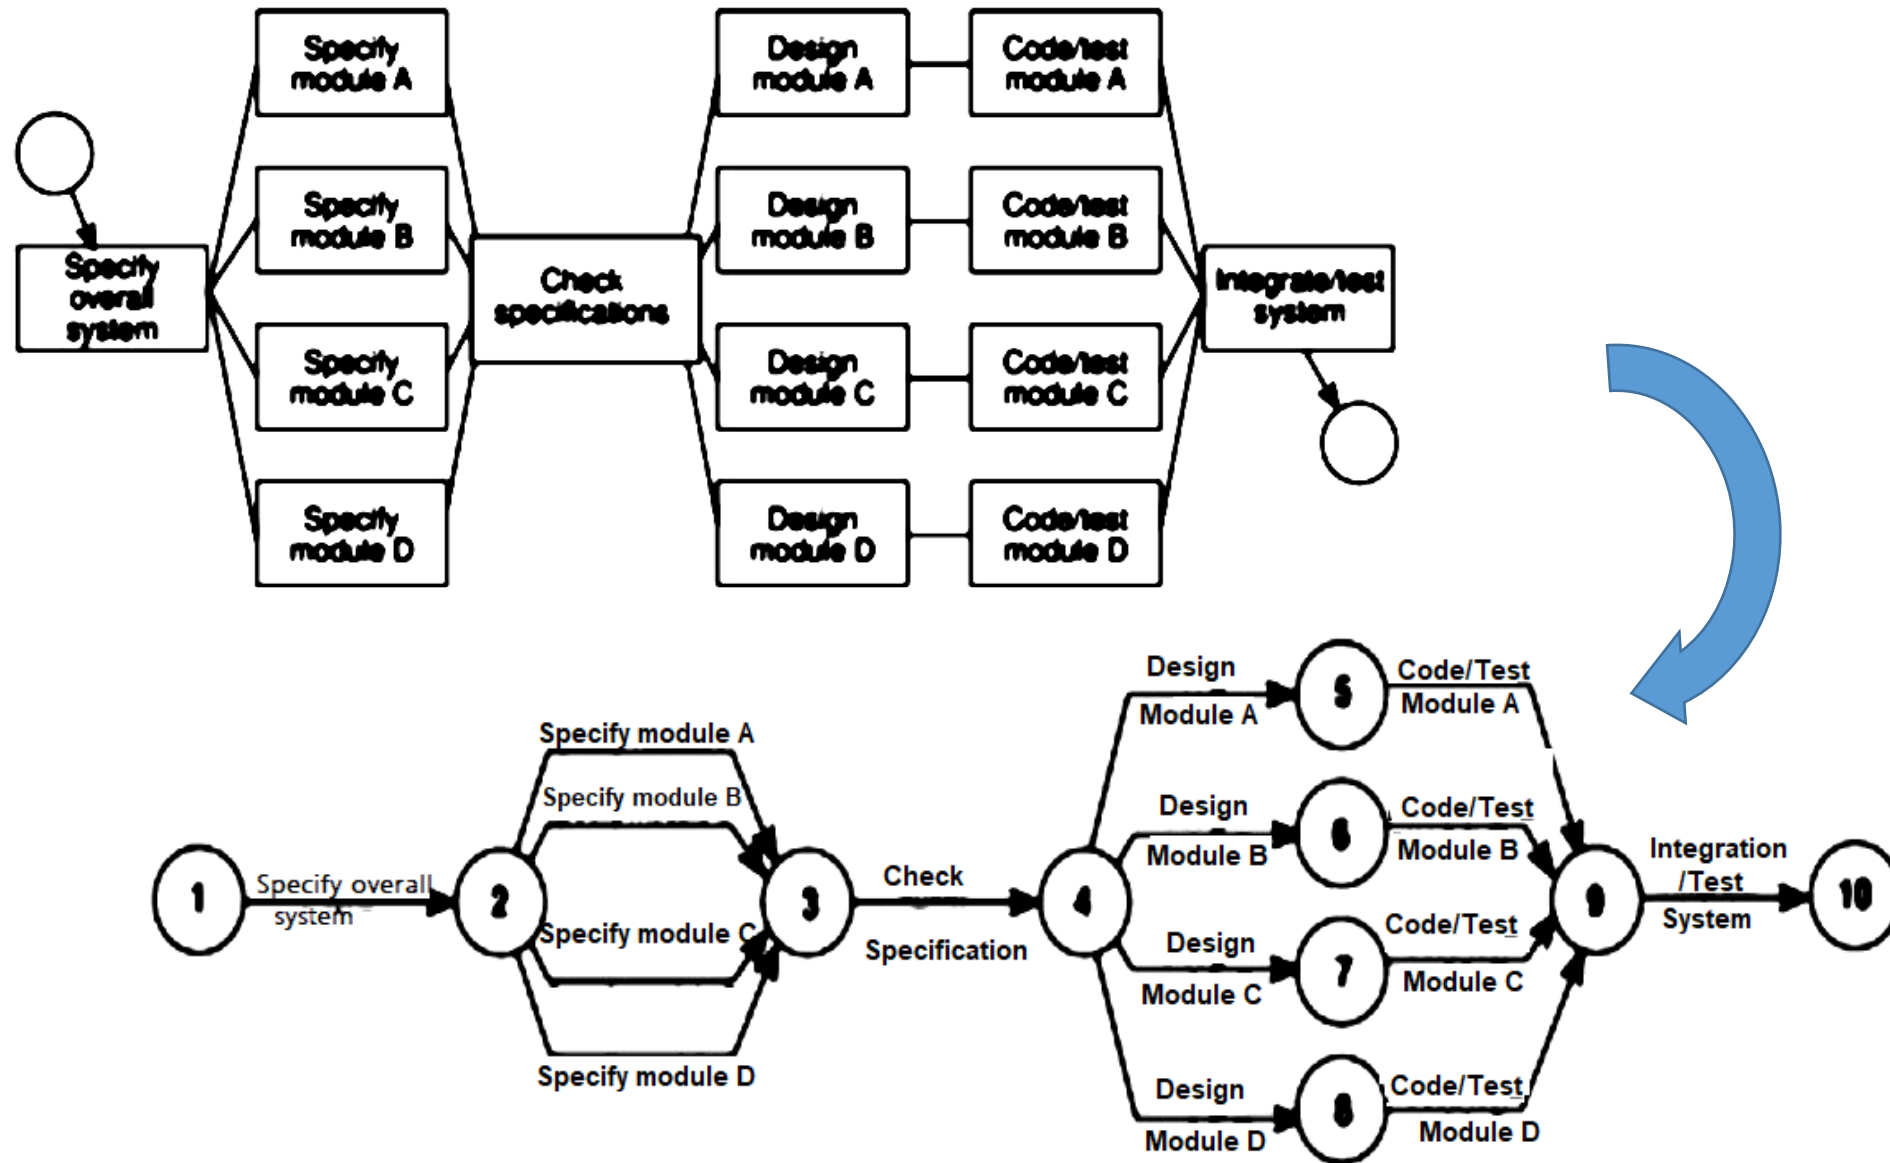 Specify
module A
Design
module A
Code/test
module A
Specify
module B
Design
module B
Code/test
module B
Specify
overall
system
Check
specifications
Integrate/test
system
Specify
module C
Design
module C
Code/test
module C
Specify
module D
Design
module D
Code/test
module D
Design
Module A
5
Code/Test
Module A
Specify module A
Specify module B
Design
Module B
6
Code/Test
Module B
1
Specify overall
system
2
3
Check
Specification
4
9
Integration
/Test
System
10
Specify module C
Design
Module C
7
Code/Test
Module C
Specify module D
Design
Module D
8
Code/Test
Module D